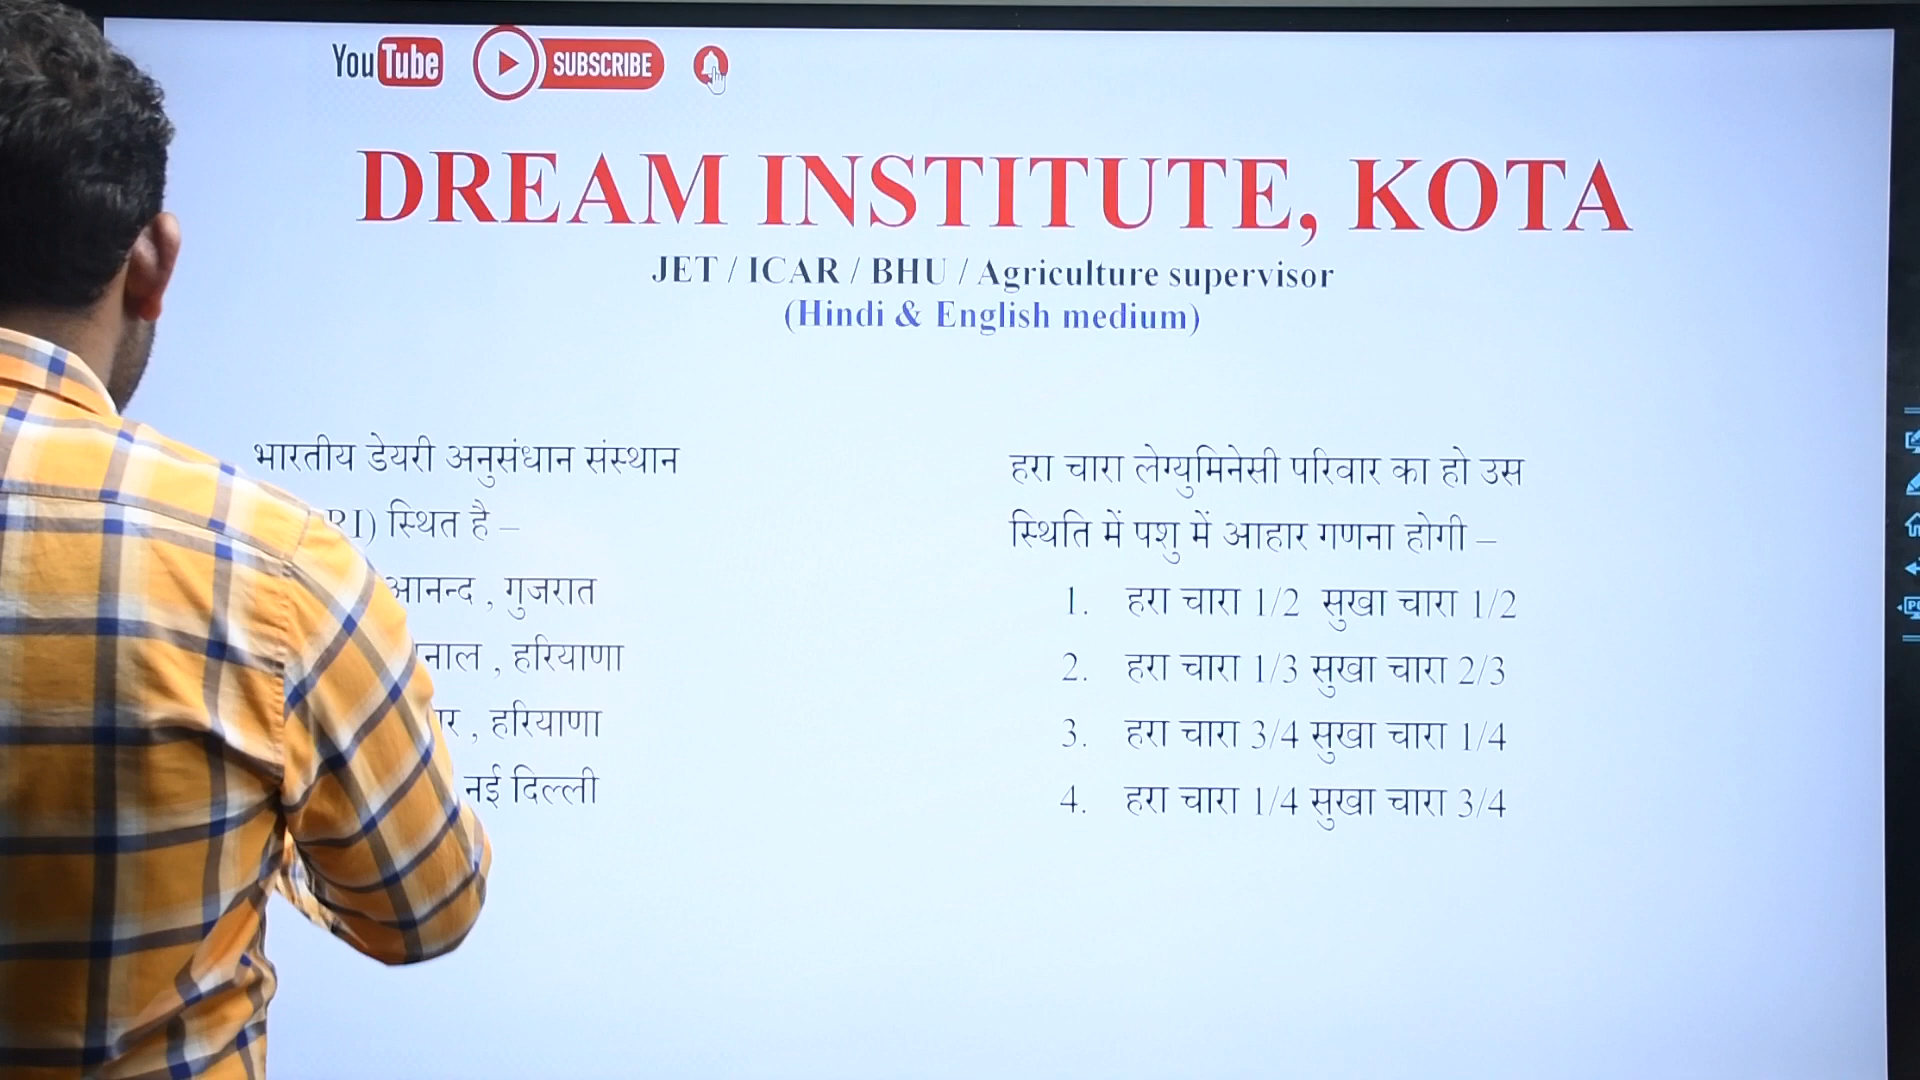 YouTube SUBSCRIBE
DREAM INSTITUTE, KOTA
JET / ICAR / BHU / Agriculture supervisor
(Hindi & English medium)
भारतीय डेयरी अनुसंधान संस्थान
स्थित है –
आनन्द , गुजरात
, हरियाणा
, हरियाणा
नई दिल्ली
हरा चारा लेग्युमिनेसी परिवार का हो उस
स्थिति में पशु में आहार गणना होगी –
1. हरा चारा 1/2 सुखा चारा 1/2
2. हरा चारा 1/3 सुखा चारा 2/3
3. हरा चारा 3/4 सुखा चारा 1/4
4. हरा चारा 1/4 सुखा चारा 3/4